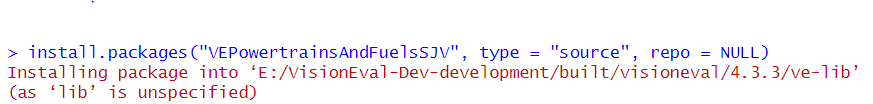 > install.packages("VEPowertrainsAndFuelsSJV", type = "source", repo = NULL)
Installing package into ‘E:/VisionEval-Dev-development/built/visioneval/4.3.3/ve-lib’
(as ‘lib’ is unspecified)